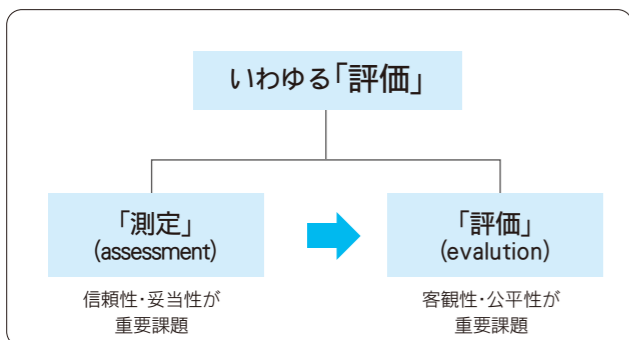 いわゆる「評価」
「測定」
(assessment)
「評価」
(evalution)
信頼性・妥当性が
重要課題
客観性・公平性が
重要課題